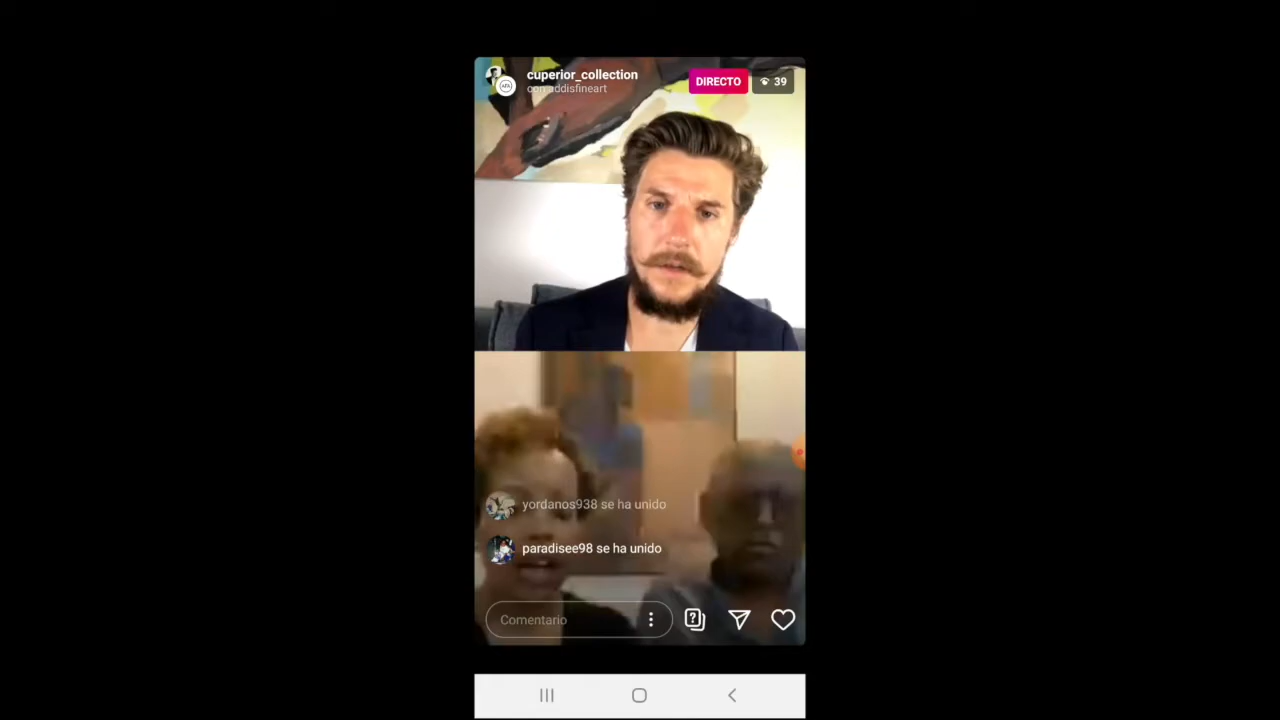 cuperior_collection
con addisfineart
DIRECTO
39
yordanos938 se ha unido
paradisee98 se ha unido
Comentario